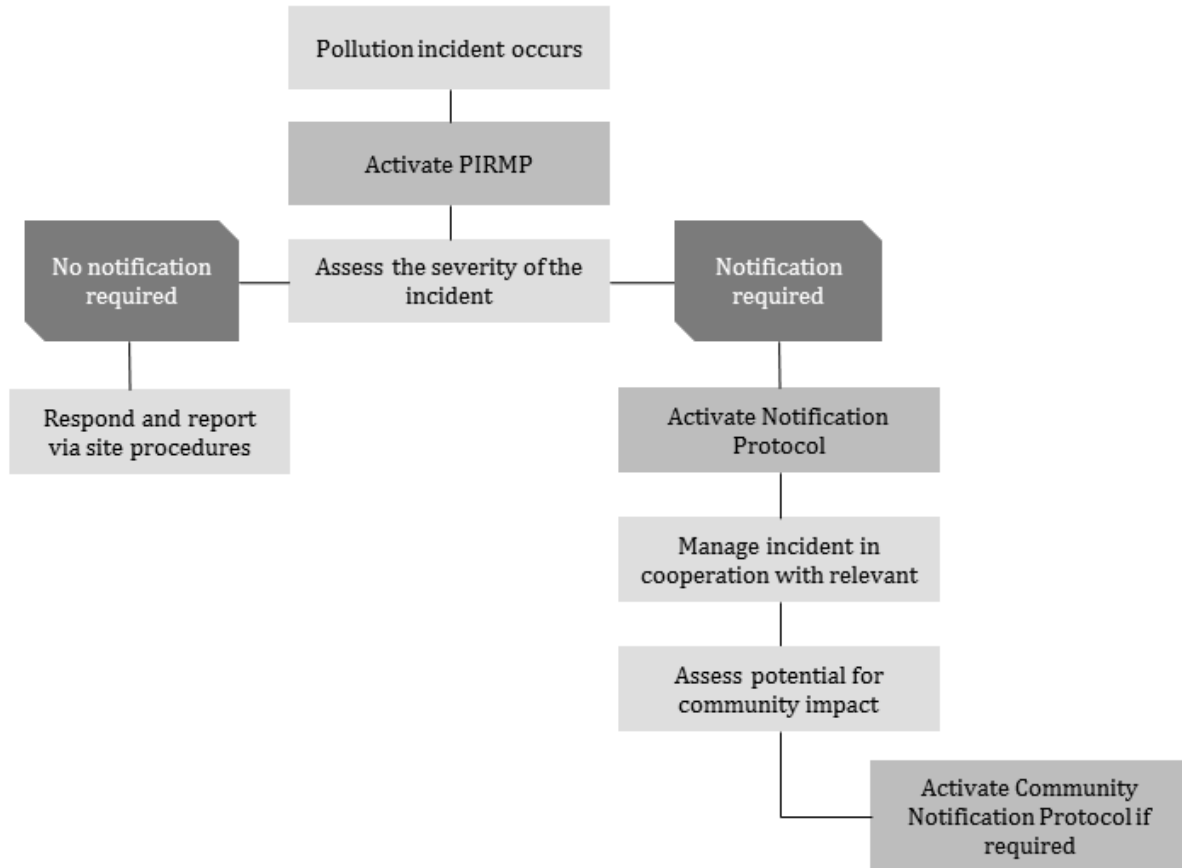 Pollution incident occurs
Activate PIRMP
Assess the severity of the
incident
No notification
required
Notification
required
Respond and report
via site procedures
Activate Notification
Protocol
Manage incident in
cooperation with relevant
Assess potential for
community impact
Activate Community
Notification Protocol if
required